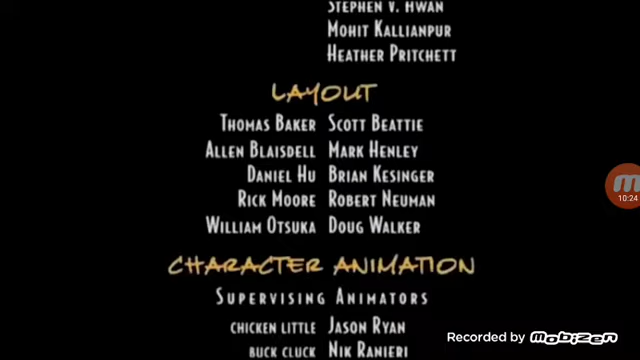 STEPHEN V. HWAN
MOHIT KALLIANPUR
HEATHER PRITCHETT
LAYOUT
THOMAS BAKER SCOTT BEATTIE
ALLEN BLAISDELL MARK HENLEY
DANIEL HU BRIAN KESINGER
RICK MOORE ROBERT NEUMAN
WILLIAM OTSUKA DOUG WALKER
CHARACTER ANIMATION
SUPERVISING ANIMATORS
CHICKEN LITTLE JASON RYAN
BUCK CLUCK NIK RANIERI
10:24
Recorded by mobizen